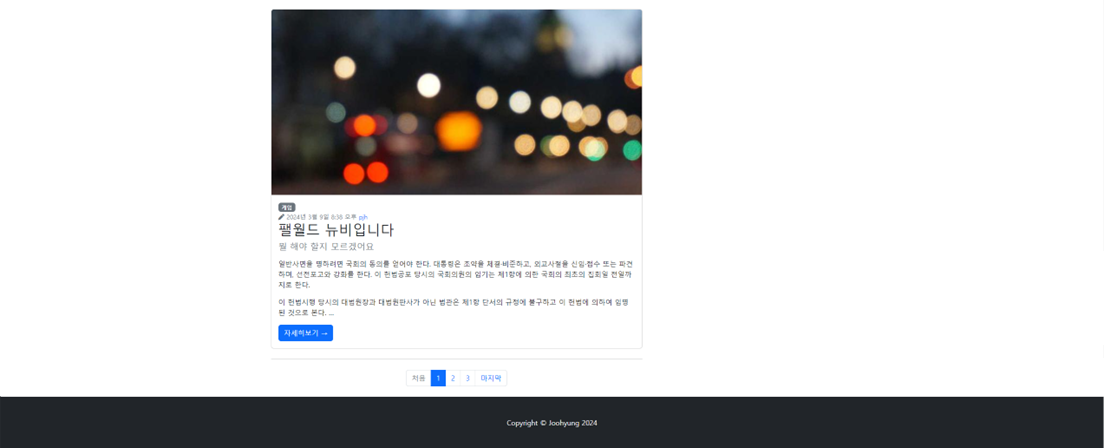 게임
2024년 3월 9일 8:58 오후 pjh
팰월드 뉴비입니다
뭘 해야 할지 모르겠어요
일반사면을 명하려면 국회의 동의를 얻어야 한다. 대통령은 조약을 체결·비준하고, 외교사절을 신임·접수 또는 파견
하며, 선전포고와 강화를 한다. 이 헌법공포 당시의 국회의원의 임기는 제1항에 의한 국회의 최초의 집회일 전일까
지로 한다.
이 헌법시행 당시의 대법원장과 대법원판사가 아닌 법관은 제1항 단서의 규정에 불구하고 이 헌법에 의하여 임명
된 것으로 본다. ...
자세히보기 →
처음 1 2 3 마지막
Copyright © Joohyung 2024